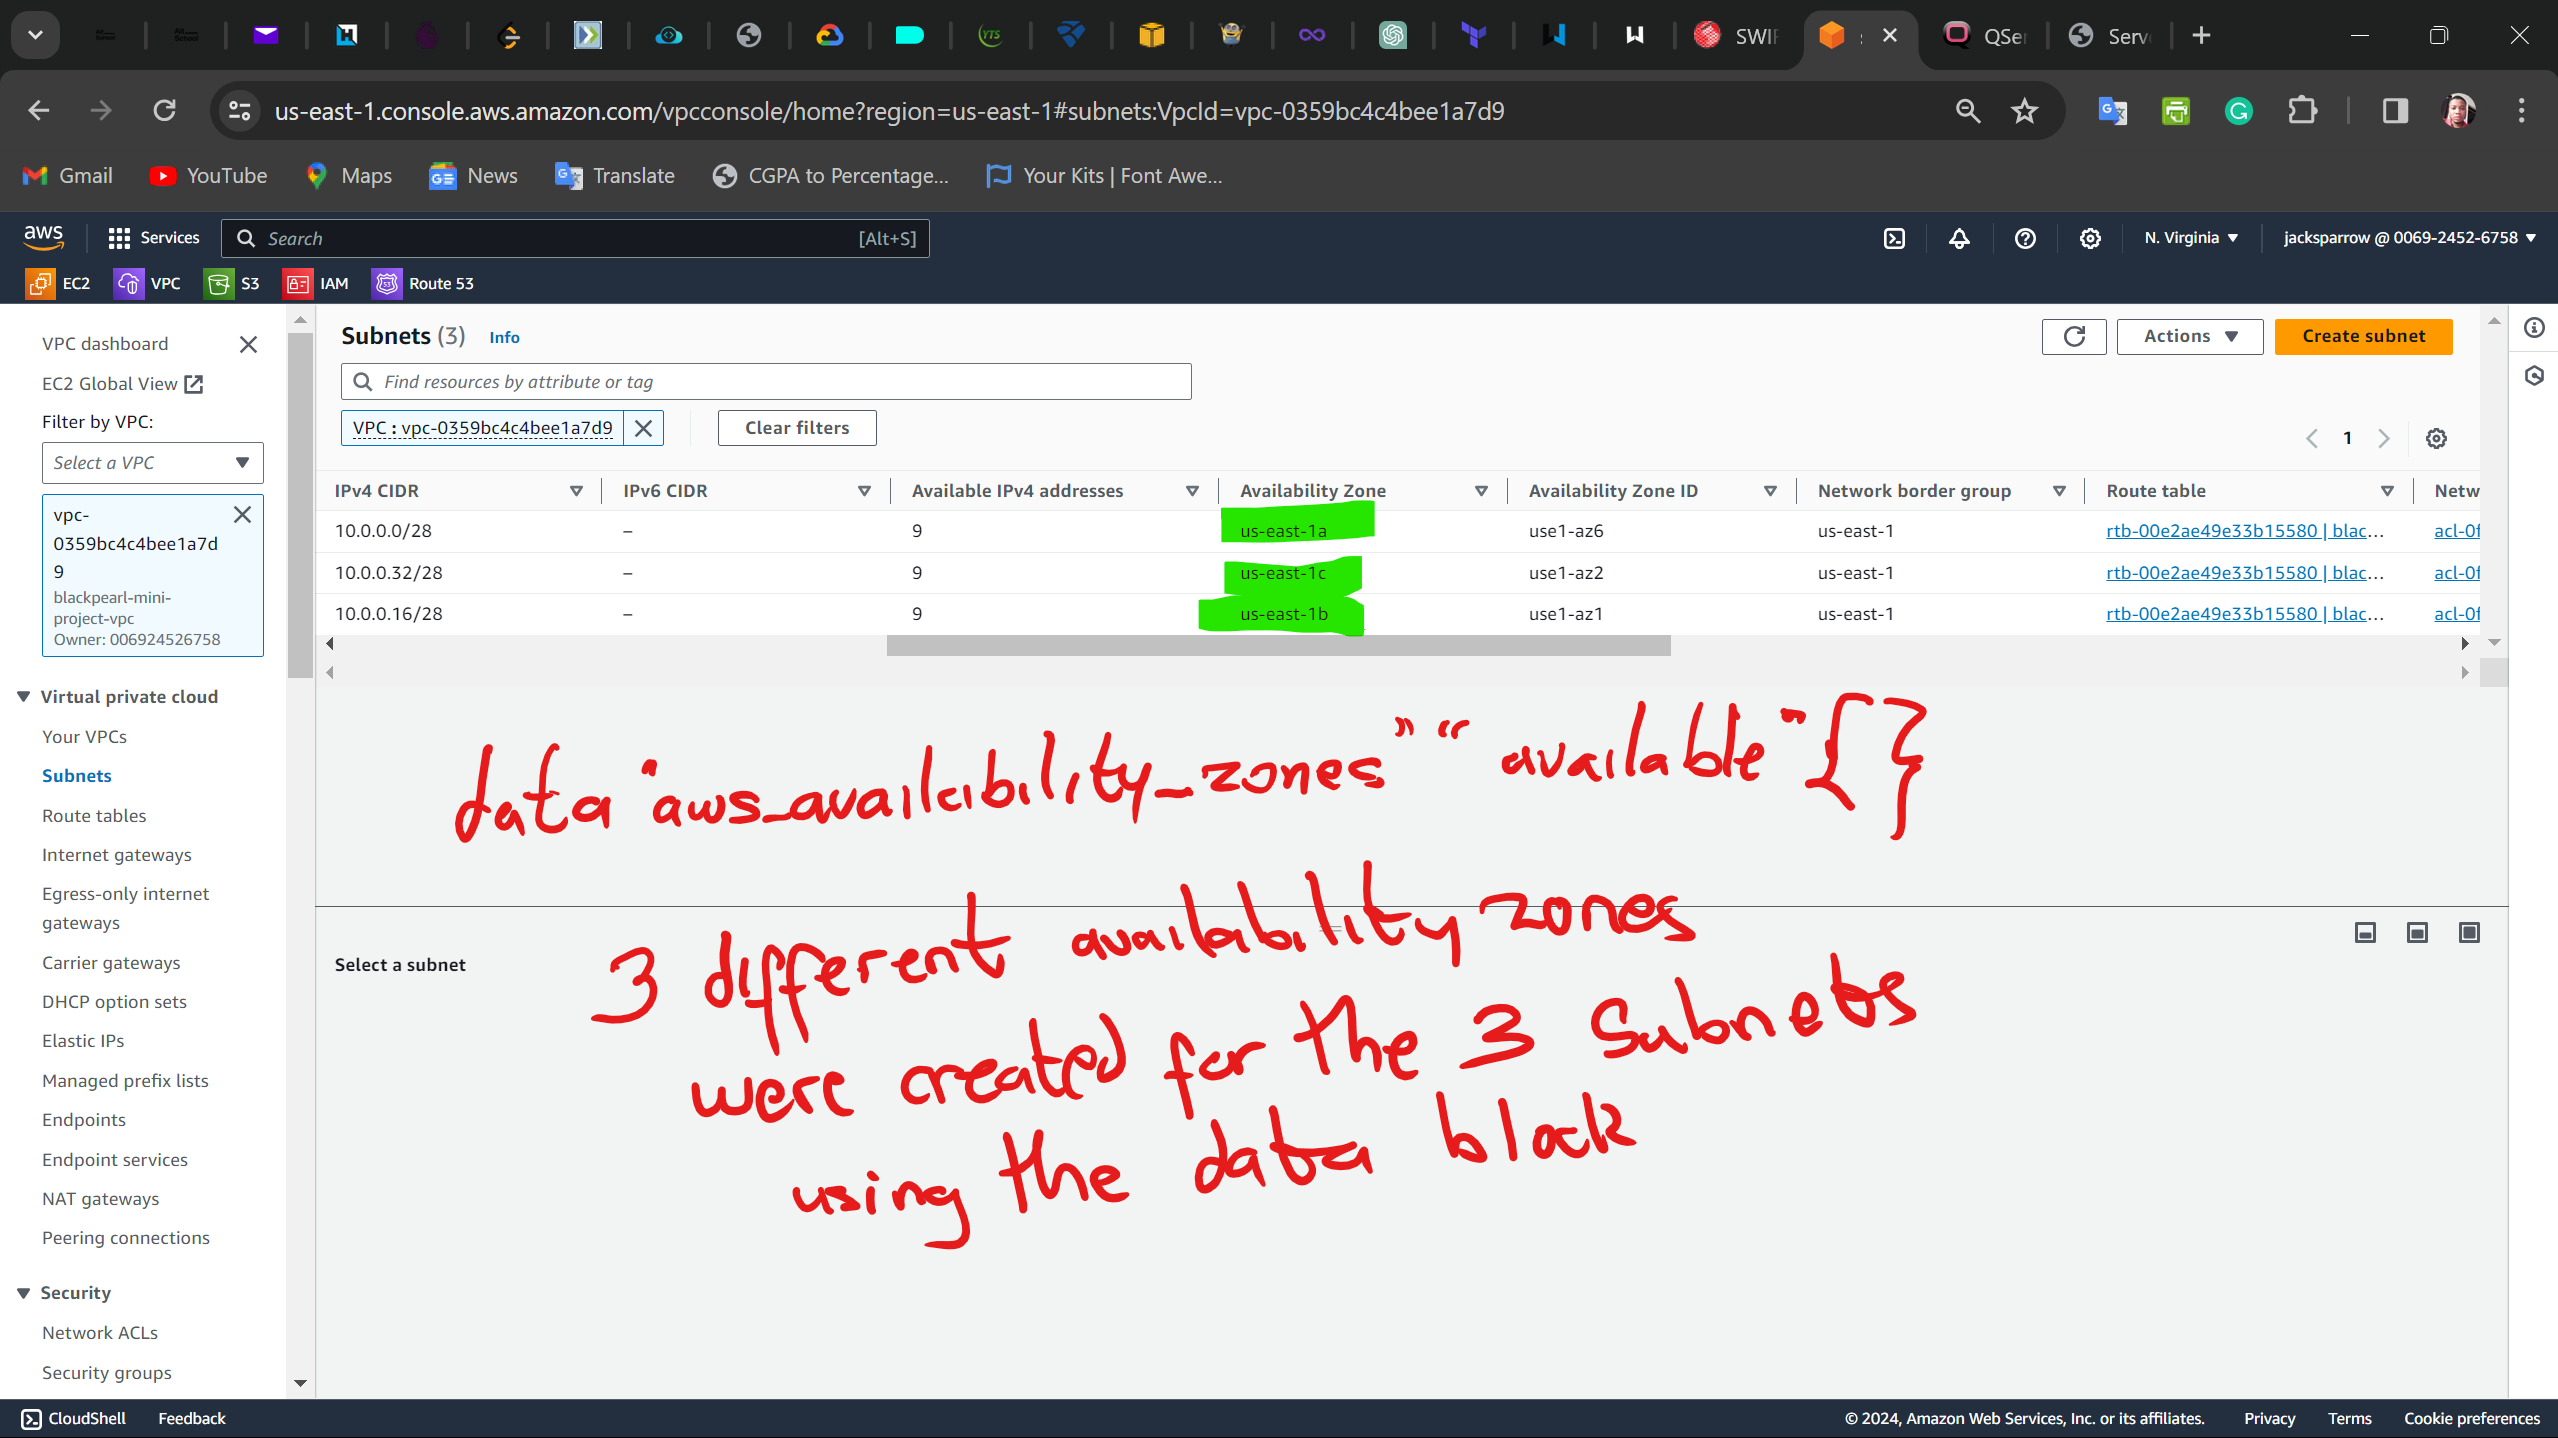 SWIF
QSer
Serv
us-east-1.console.aws.amazon.com/vpcconsole/home?region=us-east-1#subnets:VpcId=vpc-0359bc4c4bee1a7d9
Gmail YouTube Maps News Translate CGPA to Percentage... Your Kits | Font Awe...
aws Services Search [Alt+S] N. Virginia jacksparrow @ 0069-2452-6758
EC2 VPC S3 IAM Route 53
VPC dashboard
EC2 Global View
Filter by VPC:
Select a VPC
vpc-
0359bc4c4bee1a7d
9
blackpearl-mini-
project-vpc
Owner: 006924526758
Virtual private cloud
Your VPCs
Subnets
Route tables
Internet gateways
Egress-only internet
gateways
Carrier gateways
DHCP option sets
Elastic IPs
Managed prefix lists
Endpoints
Endpoint services
NAT gateways
Peering connections
Security
Network ACLs
Security groups
Subnets (3) Info
Actions Create subnet
Find resources by attribute or tag
VPC : vpc-0359bc4c4bee1a7d9 Clear filters
1
IPv4 CIDR IPv6 CIDR Available IPv4 addresses Availability Zone Availability Zone ID Network border group Route table Netw
10.0.0.0/28 – 9 us-east-1a use1-az6 us-east-1 rtb-00e2ae49e33b15580 | blac... acl-0f
10.0.0.32/28 – 9 us-east-1c use1-az2 us-east-1 rtb-00e2ae49e33b15580 | blac... acl-0f
10.0.0.16/28 – 9 us-east-1b use1-az1 us-east-1 rtb-00e2ae49e33b15580 | blac... acl-0f
data "aws_availability_zones" "available" {}
3 different availability zones
were created for the 3 Subnets
using the data block
Select a subnet
CloudShell Feedback © 2024, Amazon Web Services, Inc. or its affiliates. Privacy Terms Cookie preferences